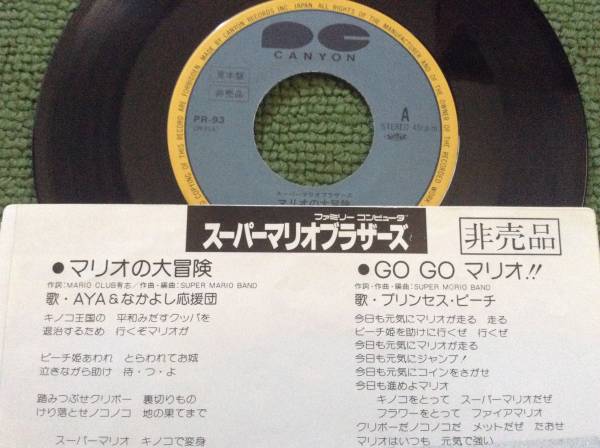 CANYON
見本盤
非売品
PR-93
A
STEREO 45r.p.m.
スーパーマリオブラザーズ
マリオの大冒険
ファミリー コンピュータ
スーパーマリオブラザーズ
非売品
●マリオの大冒険
作詞:MARIO CLUB有志/作曲・編曲:SUPER MARIO BAND
歌・AYA&なかよし応援団
キノコ王国の 平和みだすクッパを
退治するため 行くぞマリオが
ピーチ姫あわれ とらわれてお城
泣きながら助け 待・つ・よ
踏みつぶせクリボー 裏切りもの
けり落とせノコノコ 地の果てまで
スーパーマリオ キノコで変身
●GO GO マリオ!!
作詞・作曲・編曲:SUPER MORIO BAND
歌・プリンセス・ピーチ
今日も元気にマリオが走る 走る
ピーチ姫を助けに行くぜ 行くぜ
今日も元気にマリオが走る
今日も元気にジャンプ!
今日も元気にコインをさがせ
今日も進めよマリオ
キノコをとって スーパーマリオだぜ
フラワーをとって ファイアマリオ
クリボーだノコノコだ メットだぜ たおせ
マリオはいつも 元気で強い